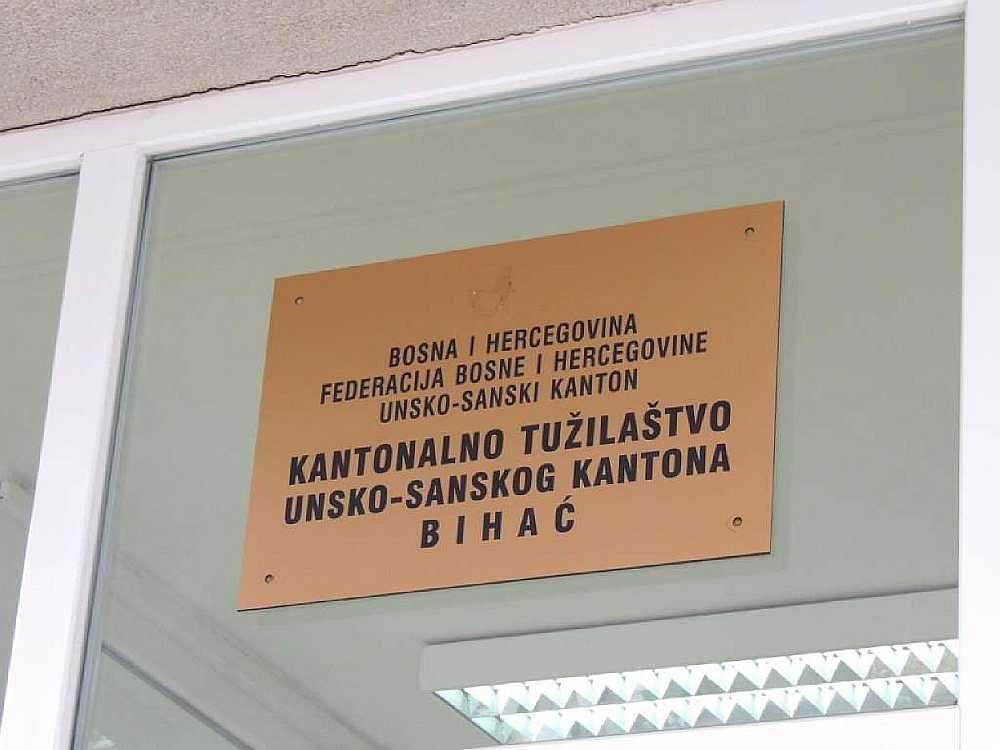 BOSNA I HERCEGOVINA
FEDERACIJA BOSNE I HERCEGOVINE
UNSKO-SANSKI KANTON
KANTONALNO TUŽILAŠTVO
UNSKO-SANSKOG KANTONA
BIHAĆ